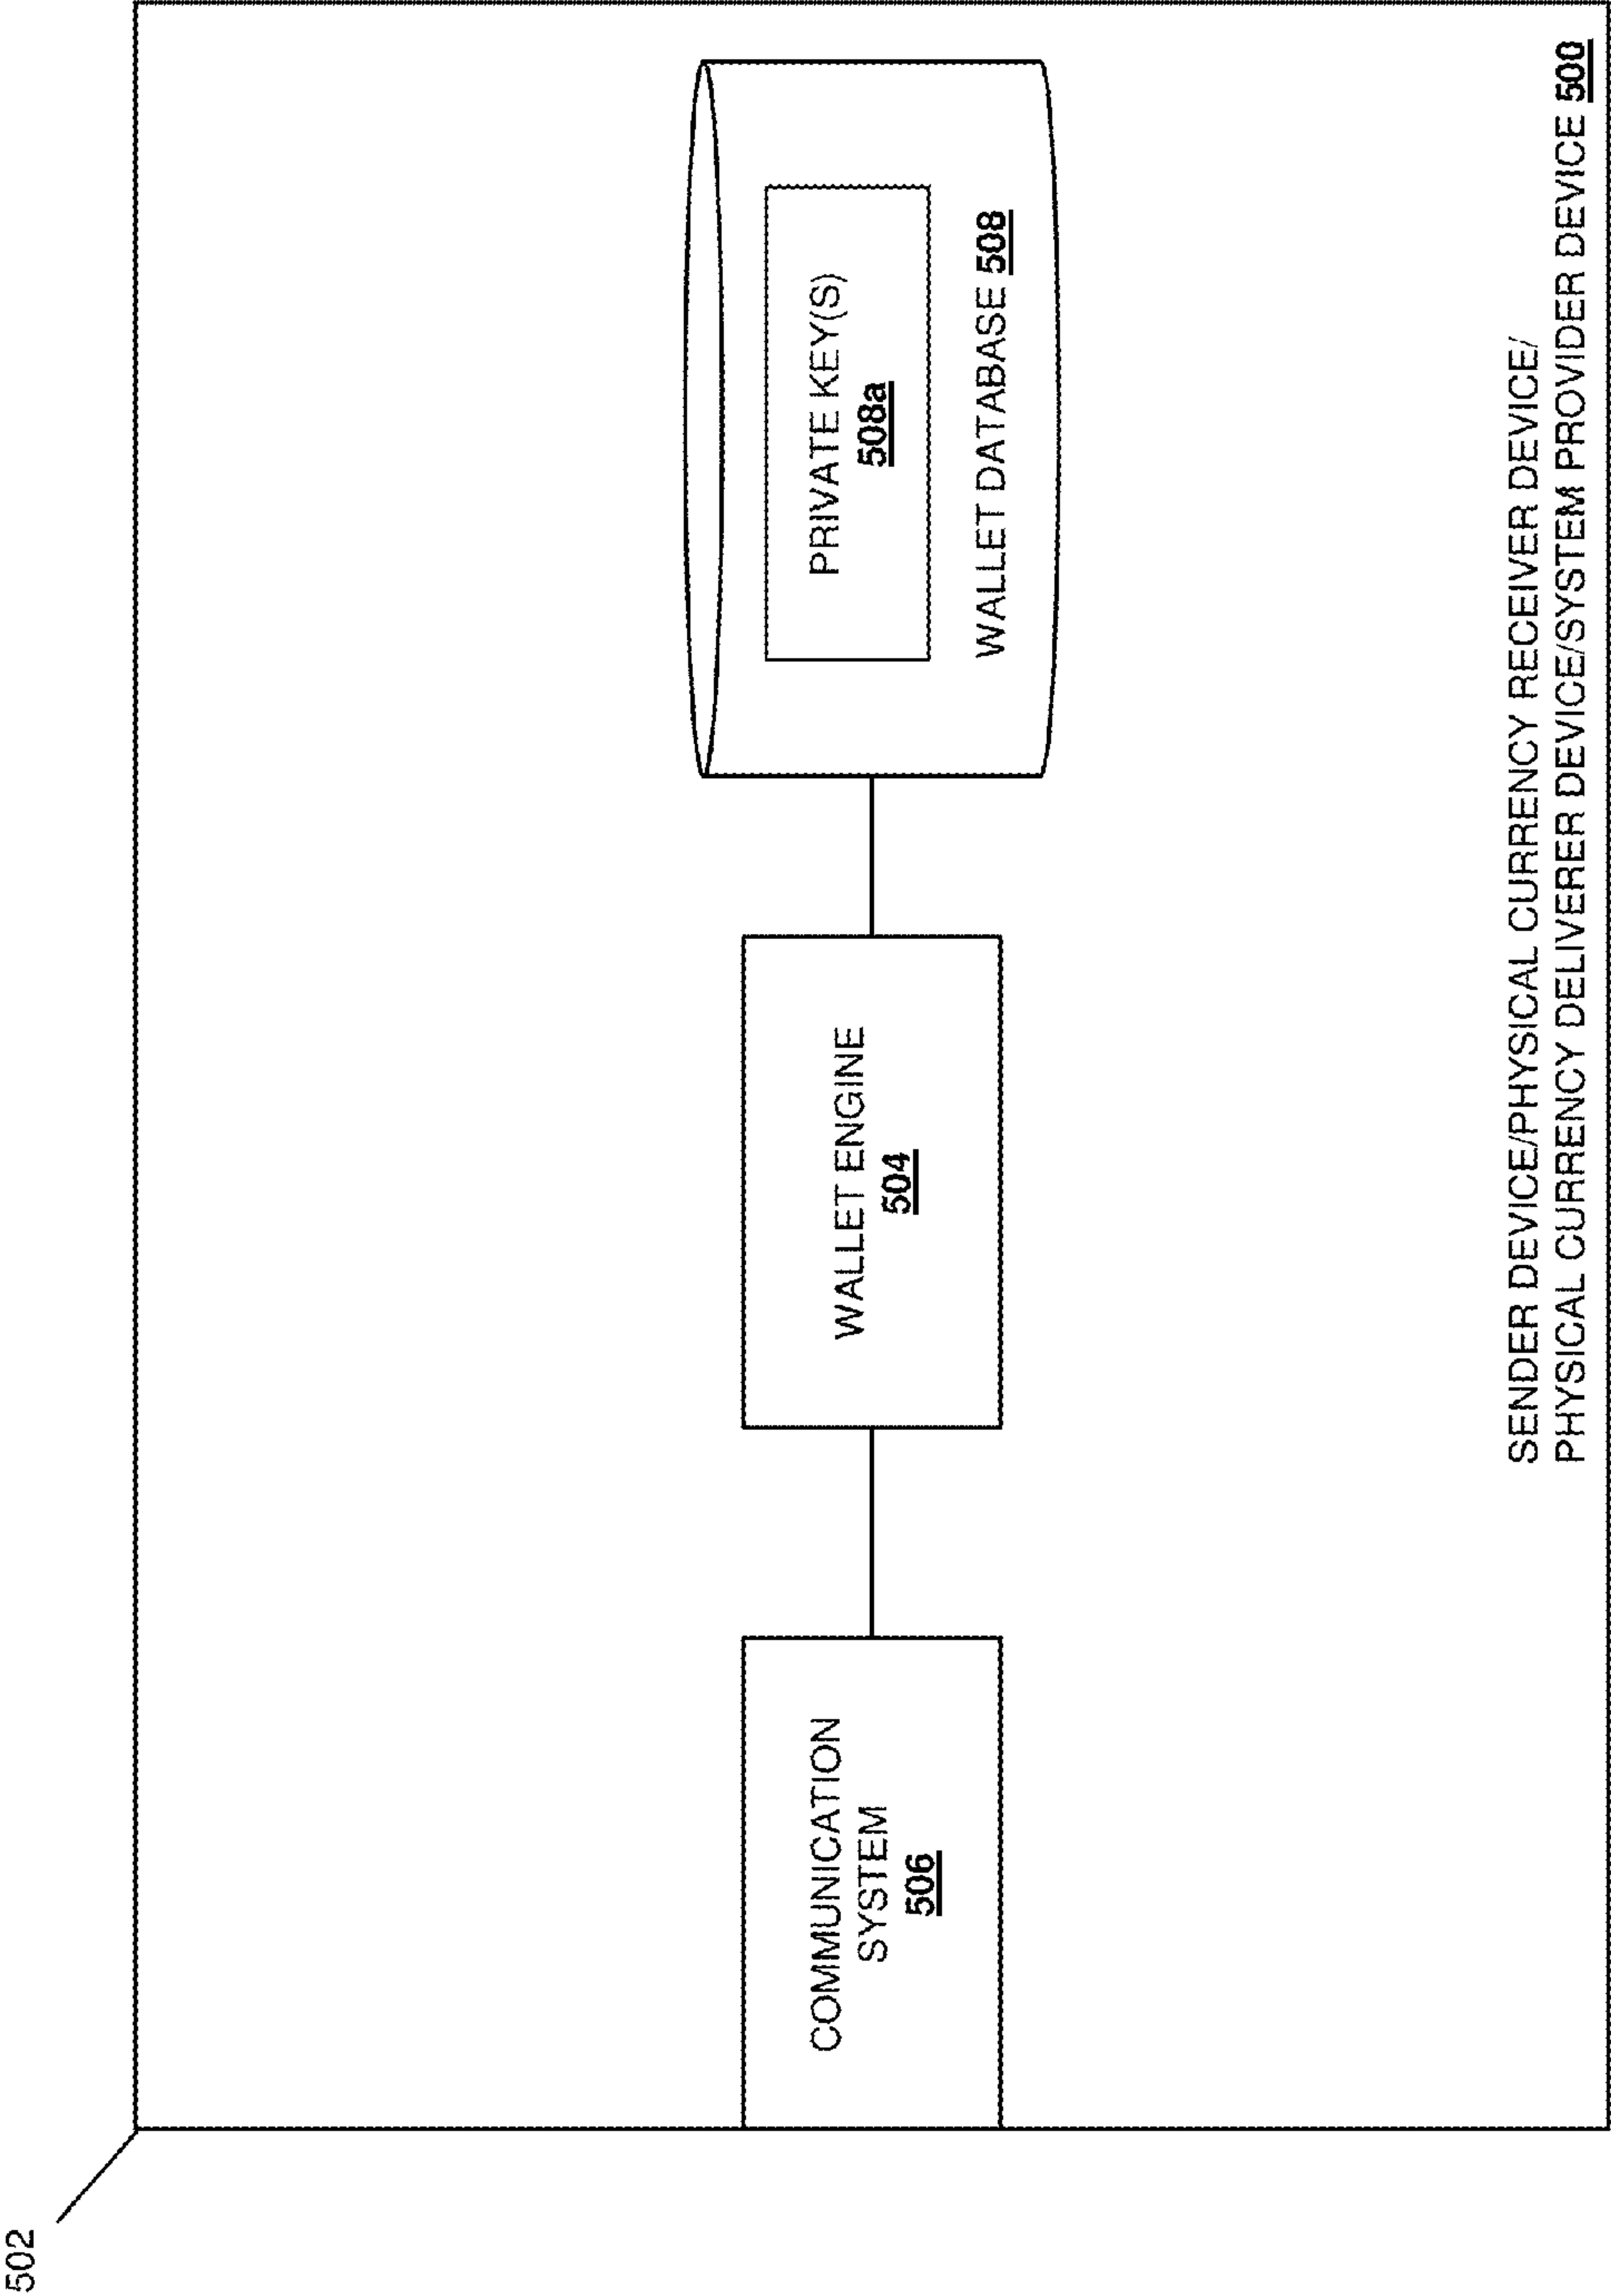 502
COMMUNICATION
SYSTEM
506
WALLET ENGINE
504
PRIVATE KEY(S)
508a
WALLET DATABASE 508
SENDER DEVICE/PHYSICAL CURRENCY RECEIVER DEVICE/
PHYSICAL CURRENCY DELIVERER DEVICE/SYSTEM PROVIDER DEVICE 500